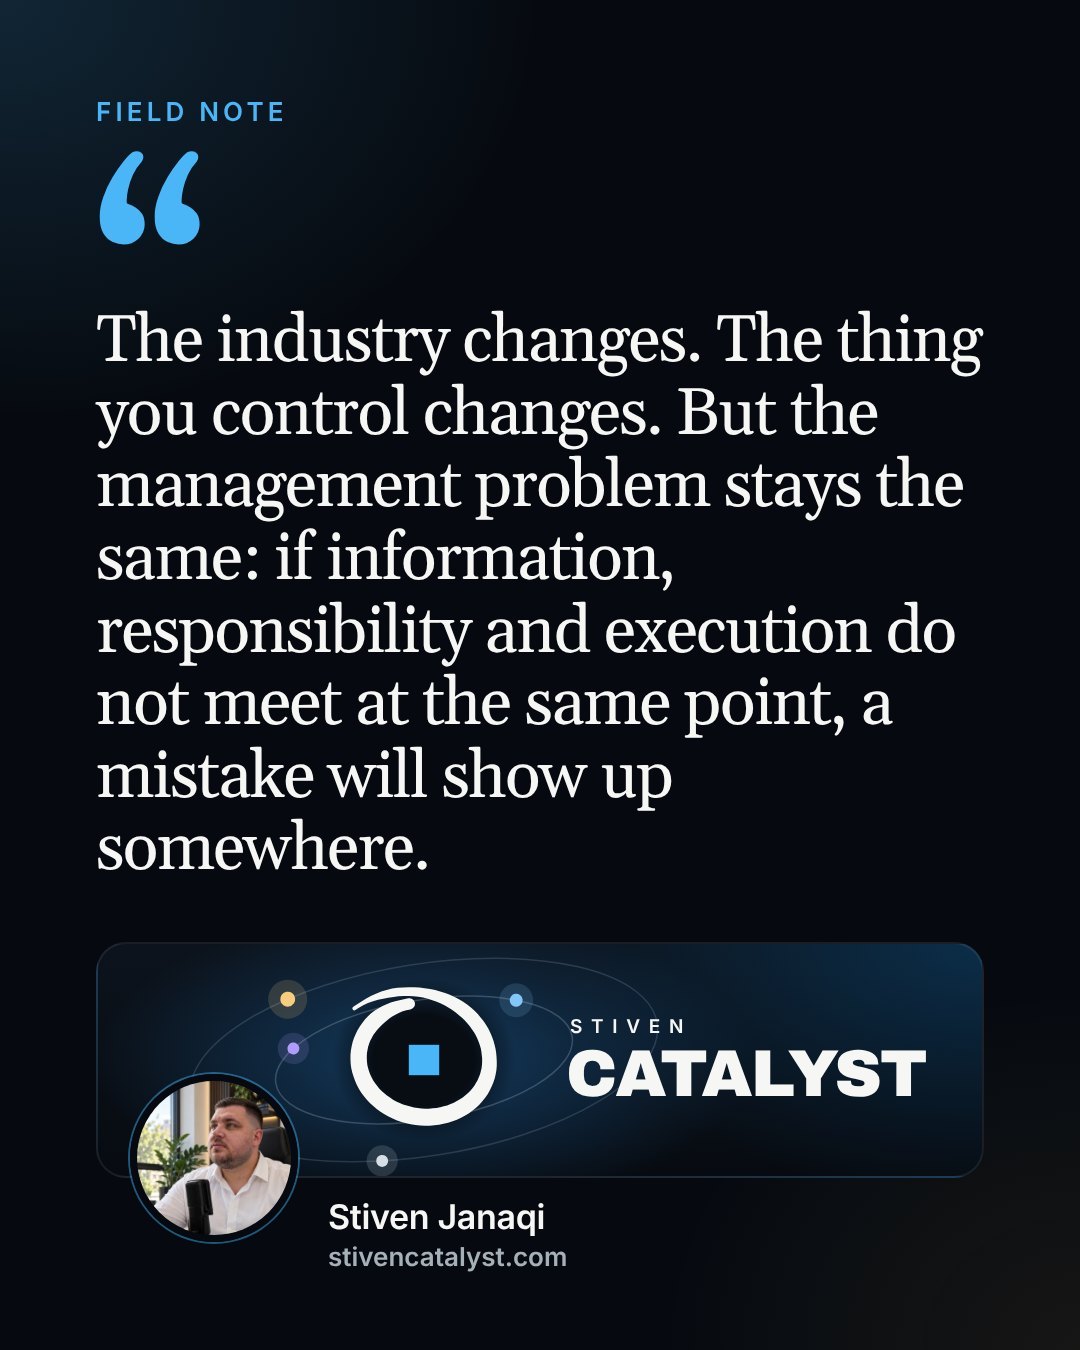 FIELD NOTE
“
The industry changes. The thing
you control changes. But the
management problem stays the
same: if information,
responsibility and execution do
not meet at the same point, a
mistake will show up
somewhere.
STIVEN
CATALYST
Stiven Janaqi
stivencatalyst.com